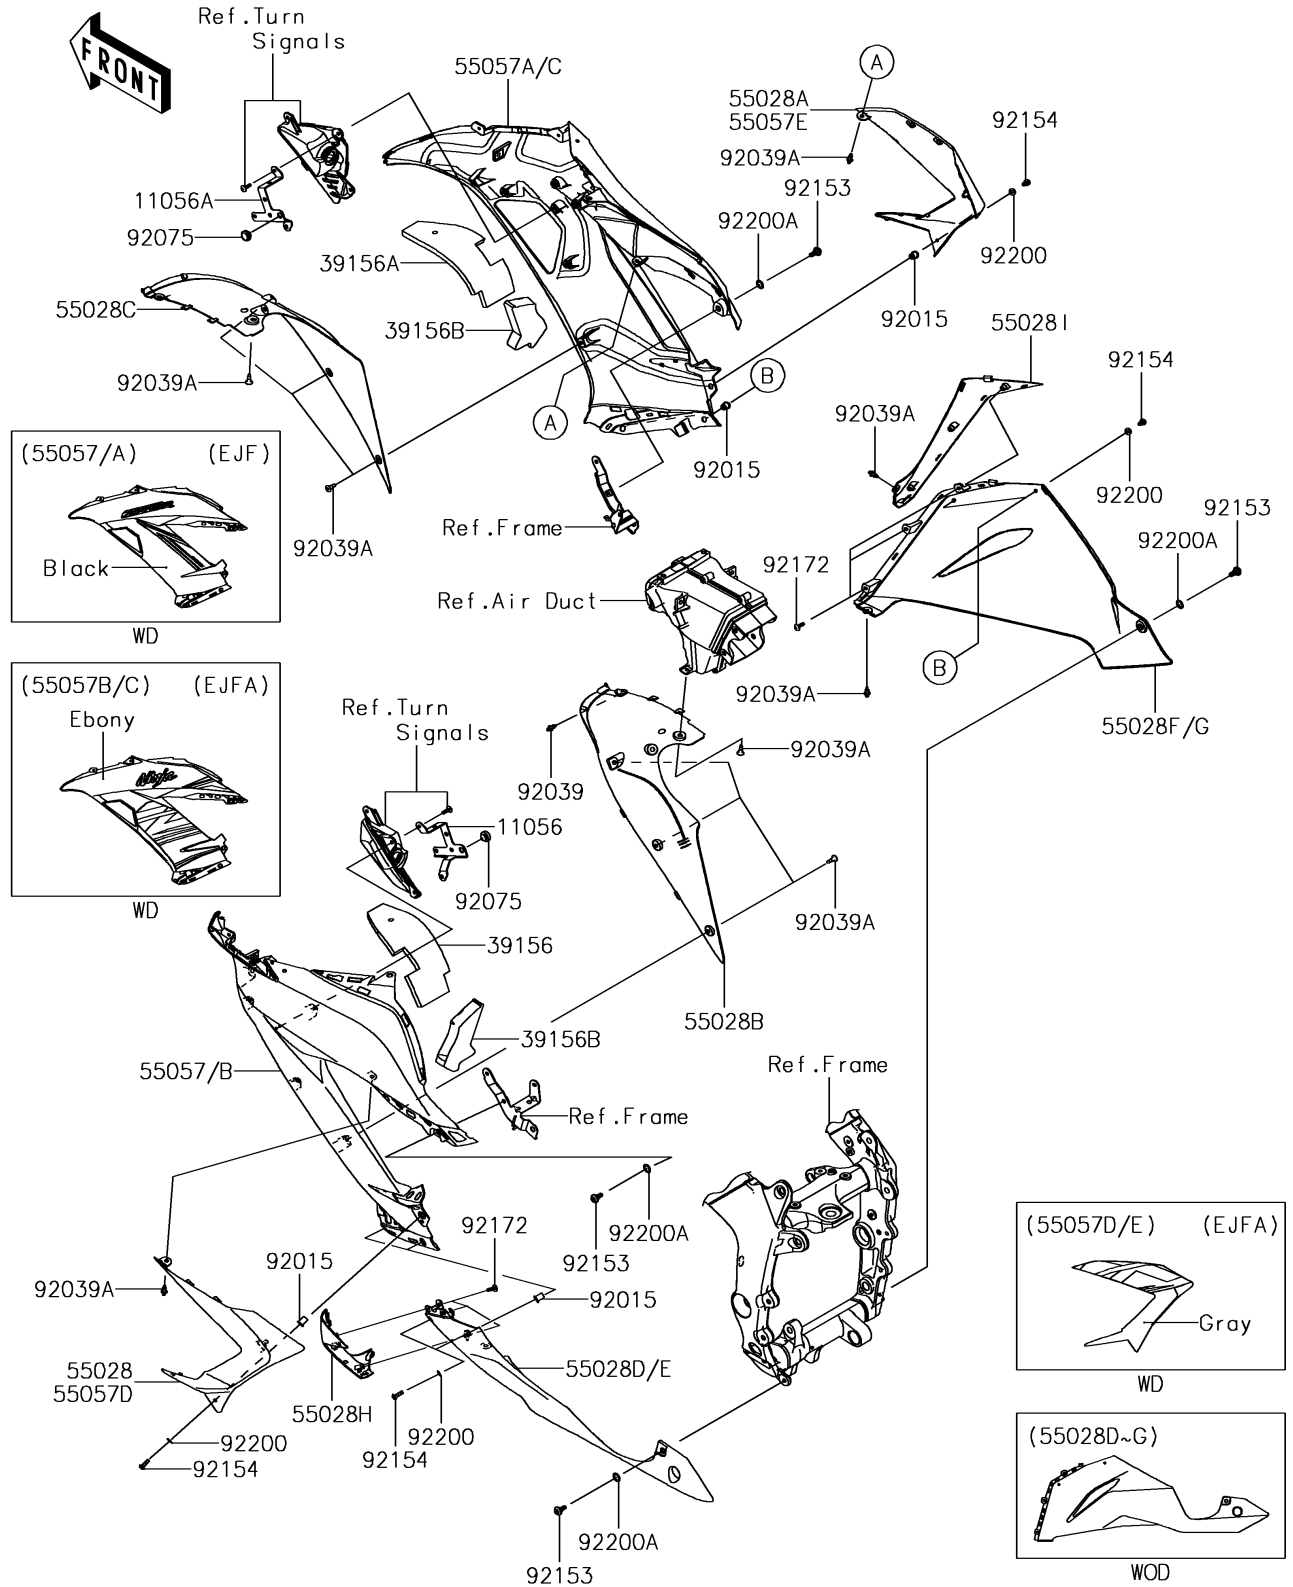 FRONT
Ref.Turn
Signals
55057A/C
A
55028A
55057E
92154
92039A
92153
11056A
92200A
92075
39156A
92200
55028C
39156B
92015
55028I
92039A
B
92154
92039A
A
(55057/A) (EJF)
92015
92200
Ref.Frame
92153
92039A
92200A
Black
92172
Ref.Air Duct
WD
B
(55057B/C) (EJFA)
92039A
Ref.Turn
Signals
Ebony
55028F/G
92039A
92039
Ninja
11056
92075
92039A
WD
39156
55028B
39156B
55057/B
Ref.Frame
Ref.Frame
92172
92200A
(55057D/E) (EJFA)
92015
92153
92039A
92015
Gray
55028
55057D
55028D/E
WD
55028H
92200
92200
(55028D~G)
92154
92154
92200A
92153
WOD